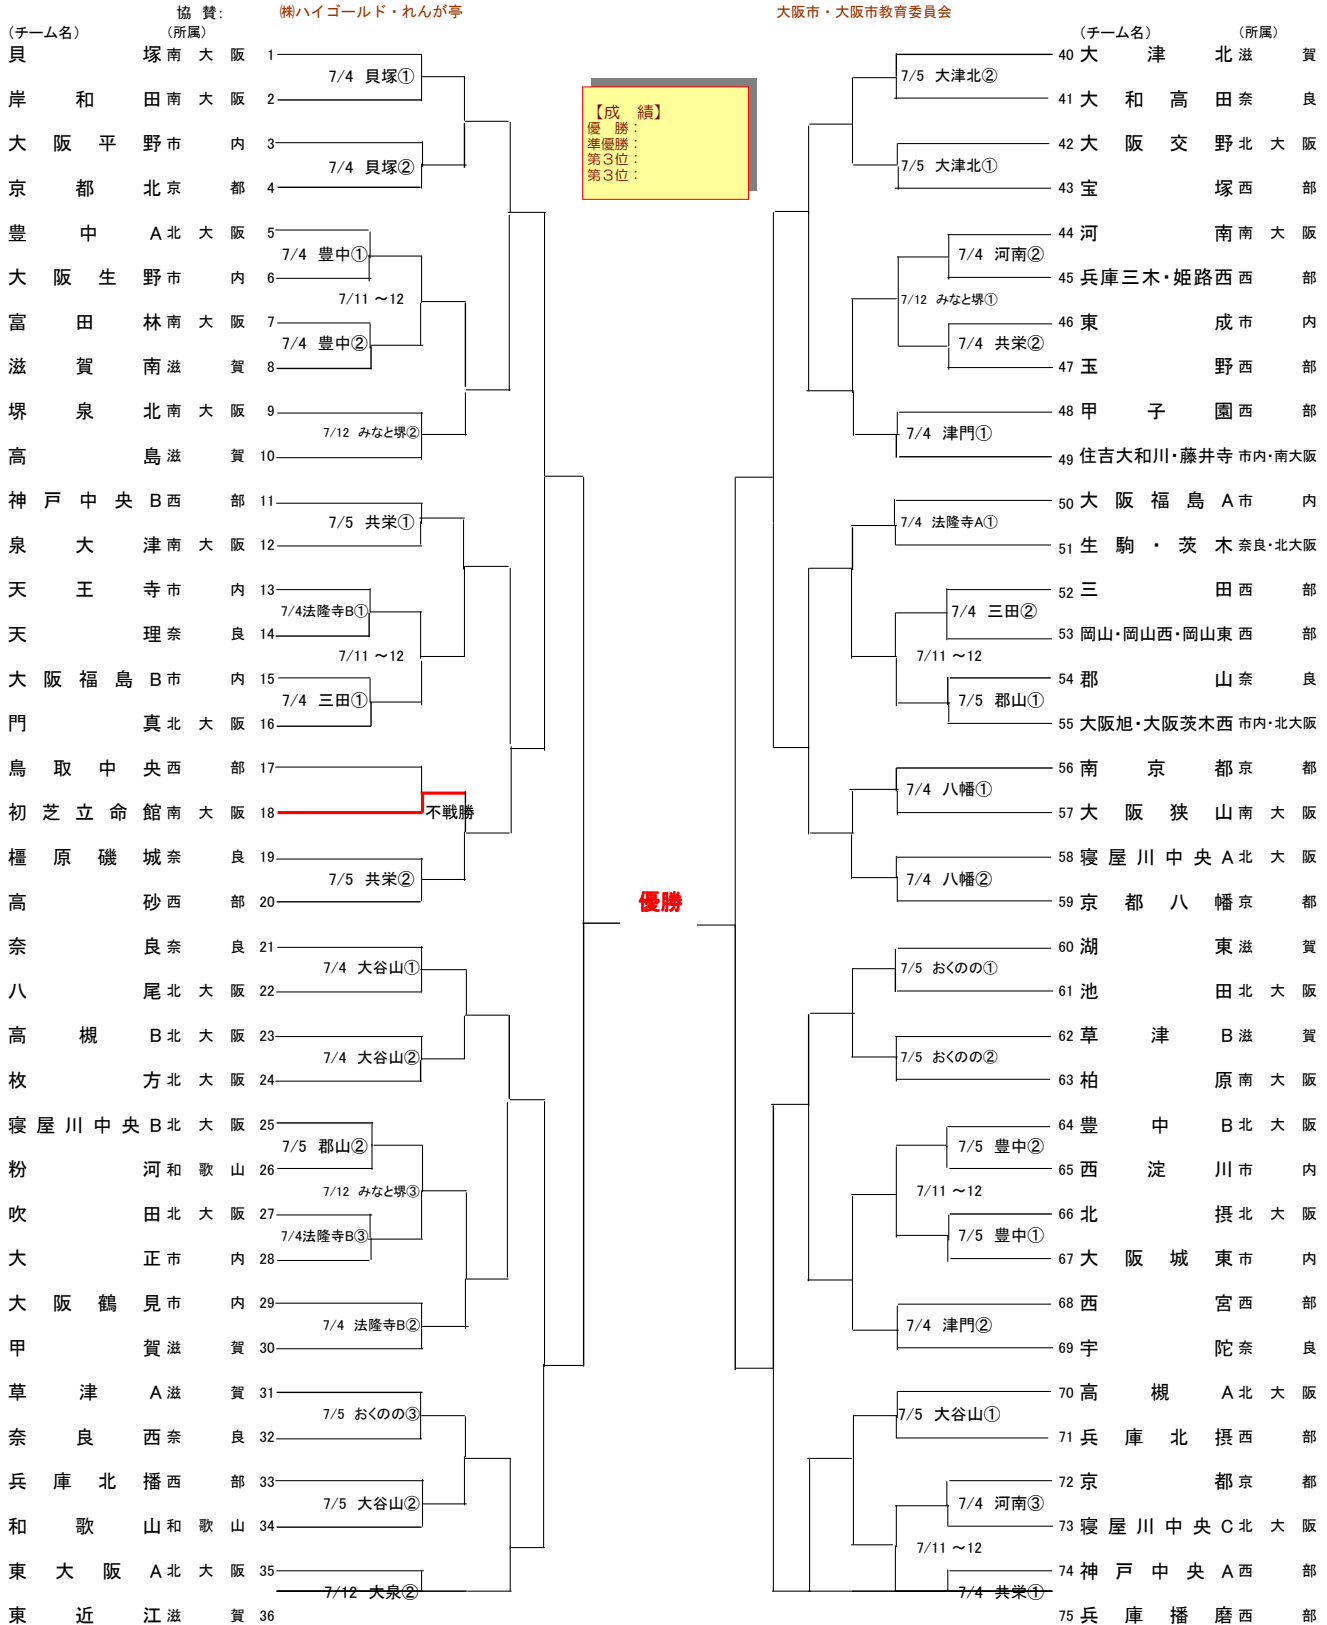 協 賛: ㈱ハイゴールド・れんが亭 大阪市・大阪市教育委員会
(チーム名) (所属) (チーム名) (所属)
貝塚 南大阪 1
7/4 貝塚①
岸和田 南大阪 2
大阪平野 市内 3
7/4 貝塚②
京都北 京都 4
豊中A 北大阪 5
7/4 豊中①
大阪生野 市内 6
7/11 ～12
富田林 南大阪 7
7/4 豊中②
滋賀南 滋賀 8
堺泉北 南大阪 9
7/12 みなと堺②
高島 滋賀 10
神戸中央B 西部 11
7/5 共栄①
泉大津 南大阪 12
天王寺 市内 13
7/4法隆寺B①
天理 奈良 14
7/11 ～12
大阪福島B 市内 15
7/4 三田①
門真 北大阪 16
鳥取中央 西部 17
初芝立命館 南大阪 18 不戦勝
橿原磯城 奈良 19
7/5 共栄②
高砂 西部 20
奈良 奈良 21
7/4 大谷山①
八尾 北大阪 22
高槻B 北大阪 23
7/4 大谷山②
枚方 北大阪 24
寝屋川中央B 北大阪 25
7/5 郡山②
粉河 和歌山 26
7/12 みなと堺③
吹田 北大阪 27
7/4法隆寺B③
大正 市内 28
大阪鶴見 市内 29
7/4 法隆寺B②
甲賀 滋賀 30
草津A 滋賀 31
7/5 おくのの③
奈良西 奈良 32
兵庫北播 西部 33
7/5 大谷山②
和歌山 和歌山 34
東大阪A 北大阪 35
7/12 大泉②
東近江 滋賀 36
【成 績】
優 勝：
準優勝：
第3位：
第3位：
優勝
40 大津北 滋賀
7/5 大津北②
41 大和高田 奈良
42 大阪交野 北大阪
7/5 大津北①
43 宝塚 西部
44 河南 南大阪
7/4 河南②
45 兵庫三木・姫路西 西部
7/12 みなと堺①
46 東成 市内
7/4 共栄②
47 玉野 西部
48 甲子園 西部
7/4 津門①
49 住吉大和川・藤井寺 市内・南大阪
50 大阪福島A 市内
7/4 法隆寺A①
51 生駒・茨木 奈良・北大阪
52 三田 西部
7/4 三田②
53 岡山・岡山西・岡山東 西部
7/11 ～12
54 郡山 奈良
7/5 郡山①
55 大阪旭・大阪茨木西 市内・北大阪
56 南京都 京都
7/4 八幡①
57 大阪狭山 南大阪
58 寝屋川中央A 北大阪
7/4 八幡②
59 京都八幡 京都
60 湖東 滋賀
7/5 おくのの①
61 池田 北大阪
62 草津B 滋賀
7/5 おくのの②
63 柏原 南大阪
64 豊中B 北大阪
7/5 豊中②
65 西淀川 市内
7/11 ～12
66 北摂 北大阪
7/5 豊中①
67 大阪城東 市内
68 西宮 西部
7/4 津門②
69 宇陀 奈良
70 高槻A 北大阪
7/5 大谷山①
71 兵庫北摂 西部
72 京都 京都
7/4 河南③
73 寝屋川中央C 北大阪
7/11 ～12
74 神戸中央A 西部
7/4 共栄①
75 兵庫播磨 西部